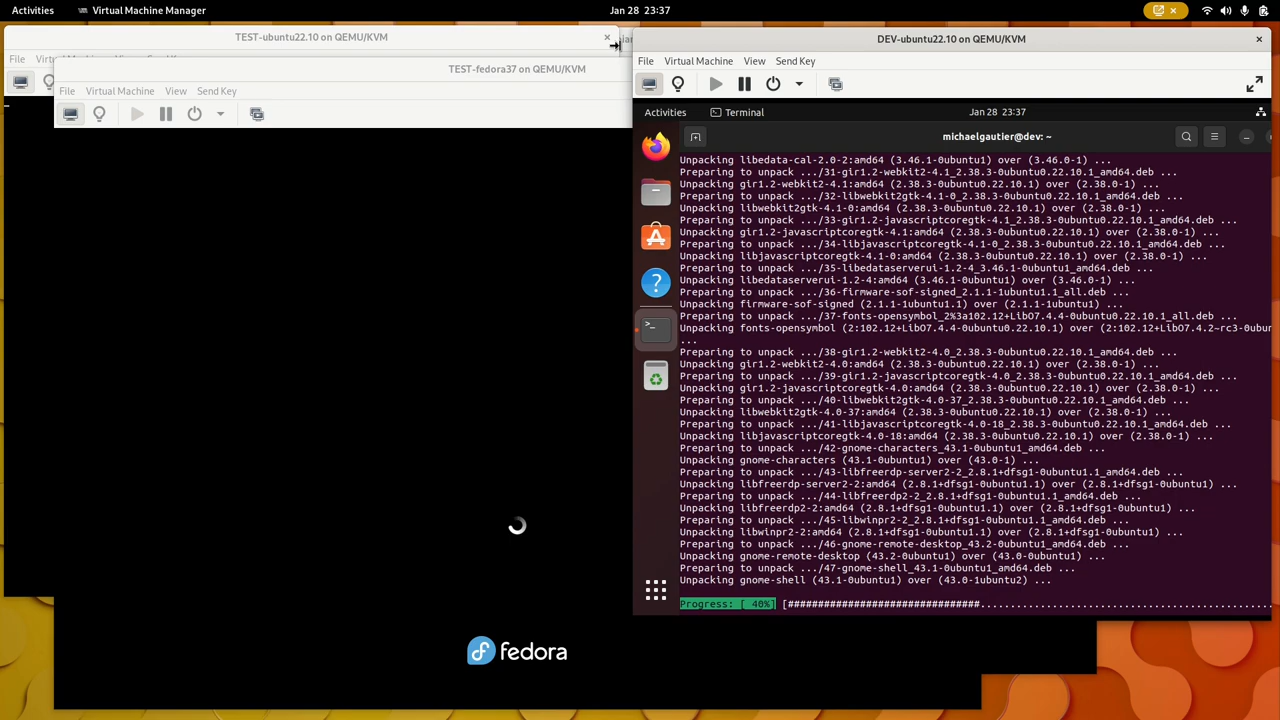 Activities
Virtual Machine Manager
Jan 28 23:37
TEST-ubuntu22.10 on QEMU/KVM
×
File
TEST-fedora37 on QEMU/KVM
File
Virtual Machine
View
Send Key
fedora
DEV-ubuntu22.10 on QEMU/KVM
×
File
Virtual Machine
View
Send Key
Activities
Terminal
Jan 28 23:37
michaelgautier@dev: ~
Unpacking libedata-cal-2.0-2:amd64 (3.46.1-0ubuntu1) over (3.46.0-1) ...
Preparing to unpack .../31-gir1.2-webkit2-4.1_2.38.3-0ubuntu0.22.10.1_amd64.deb ...
Unpacking gir1.2-webkit2-4.1:amd64 (2.38.3-0ubuntu0.22.10.1) over (2.38.0-1) ...
Preparing to unpack .../32-libwebkit2gtk-4.1-0_2.38.3-0ubuntu0.22.10.1_amd64.deb ...
Unpacking libwebkit2gtk-4.1-0:amd64 (2.38.3-0ubuntu0.22.10.1) over (2.38.0-1) ...
Preparing to unpack .../33-gir1.2-javascriptcoregtk-4.1_2.38.3-0ubuntu0.22.10.1_amd64.deb ...
Unpacking gir1.2-javascriptcoregtk-4.1:amd64 (2.38.3-0ubuntu0.22.10.1) over (2.38.0-1) ...
Preparing to unpack .../34-libjavascriptcoregtk-4.1-0_2.38.3-0ubuntu0.22.10.1_amd64.deb ...
Unpacking libjavascriptcoregtk-4.1-0:amd64 (2.38.3-0ubuntu0.22.10.1) over (2.38.0-1) ...
Preparing to unpack .../35-libedataserverui-1.2-4_3.46.1-0ubuntu1_amd64.deb ...
Unpacking libedataserverui-1.2-4:amd64 (3.46.1-0ubuntu1) over (3.46.0-1) ...
Preparing to unpack .../36-firmware-sof-signed_2.1.1-1ubuntu1.1_all.deb ...
Unpacking firmware-sof-signed (2.1.1-1ubuntu1.1) over (2.1.1-1ubuntu1) ...
Preparing to unpack .../37-fonts-opensymbol_2%3a102.12+LibO7.4.4-0ubuntu0.22.10.1_all.deb ...
Unpacking fonts-opensymbol (2:102.12+LibO7.4.4-0ubuntu0.22.10.1) over (2:102.12+LibO7.4.2~rc3-0ubun
...
Preparing to unpack .../38-gir1.2-webkit2-4.0_2.38.3-0ubuntu0.22.10.1_amd64.deb ...
Unpacking gir1.2-webkit2-4.0:amd64 (2.38.3-0ubuntu0.22.10.1) over (2.38.0-1) ...
Preparing to unpack .../39-gir1.2-javascriptcoregtk-4.0_2.38.3-0ubuntu0.22.10.1_amd64.deb ...
Unpacking gir1.2-javascriptcoregtk-4.0:amd64 (2.38.3-0ubuntu0.22.10.1) over (2.38.0-1) ...
Preparing to unpack .../40-libwebkit2gtk-4.0-37_2.38.3-0ubuntu0.22.10.1_amd64.deb ...
Unpacking libwebkit2gtk-4.0-37:amd64 (2.38.3-0ubuntu0.22.10.1) over (2.38.0-1) ...
Preparing to unpack .../41-libjavascriptcoregtk-4.0-18_2.38.3-0ubuntu0.22.10.1_amd64.deb ...
Unpacking libjavascriptcoregtk-4.0-18:amd64 (2.38.3-0ubuntu0.22.10.1) over (2.38.0-1) ...
Preparing to unpack .../42-gnome-characters_43.1-0ubuntu1_amd64.deb ...
Unpacking gnome-characters (43.1-0ubuntu1) over (43.0-1) ...
Preparing to unpack .../43-libfreerdp-server2-2_2.8.1+dfsg1-0ubuntu1.1_amd64.deb ...
Unpacking libfreerdp-server2-2:amd64 (2.8.1+dfsg1-0ubuntu1.1) over (2.8.1+dfsg1-0ubuntu1) ...
Preparing to unpack .../44-libfreerdp2-2_2.8.1+dfsg1-0ubuntu1.1_amd64.deb ...
Unpacking libfreerdp2-2:amd64 (2.8.1+dfsg1-0ubuntu1.1) over (2.8.1+dfsg1-0ubuntu1) ...
Preparing to unpack .../45-libwinpr2-2_2.8.1+dfsg1-0ubuntu1.1_amd64.deb ...
Unpacking libwinpr2-2:amd64 (2.8.1+dfsg1-0ubuntu1.1) over (2.8.1+dfsg1-0ubuntu1) ...
Preparing to unpack .../46-gnome-remote-desktop_43.2-0ubuntu1_amd64.deb ...
Unpacking gnome-remote-desktop (43.2-0ubuntu1) over (43.0-0ubuntu1) ...
Preparing to unpack .../47-gnome-shell_43.1-0ubuntu1_amd64.deb ...
Unpacking gnome-shell (43.1-0ubuntu1) over (43.0-1ubuntu2) ...
Progress: [ 40%] [################################................................................